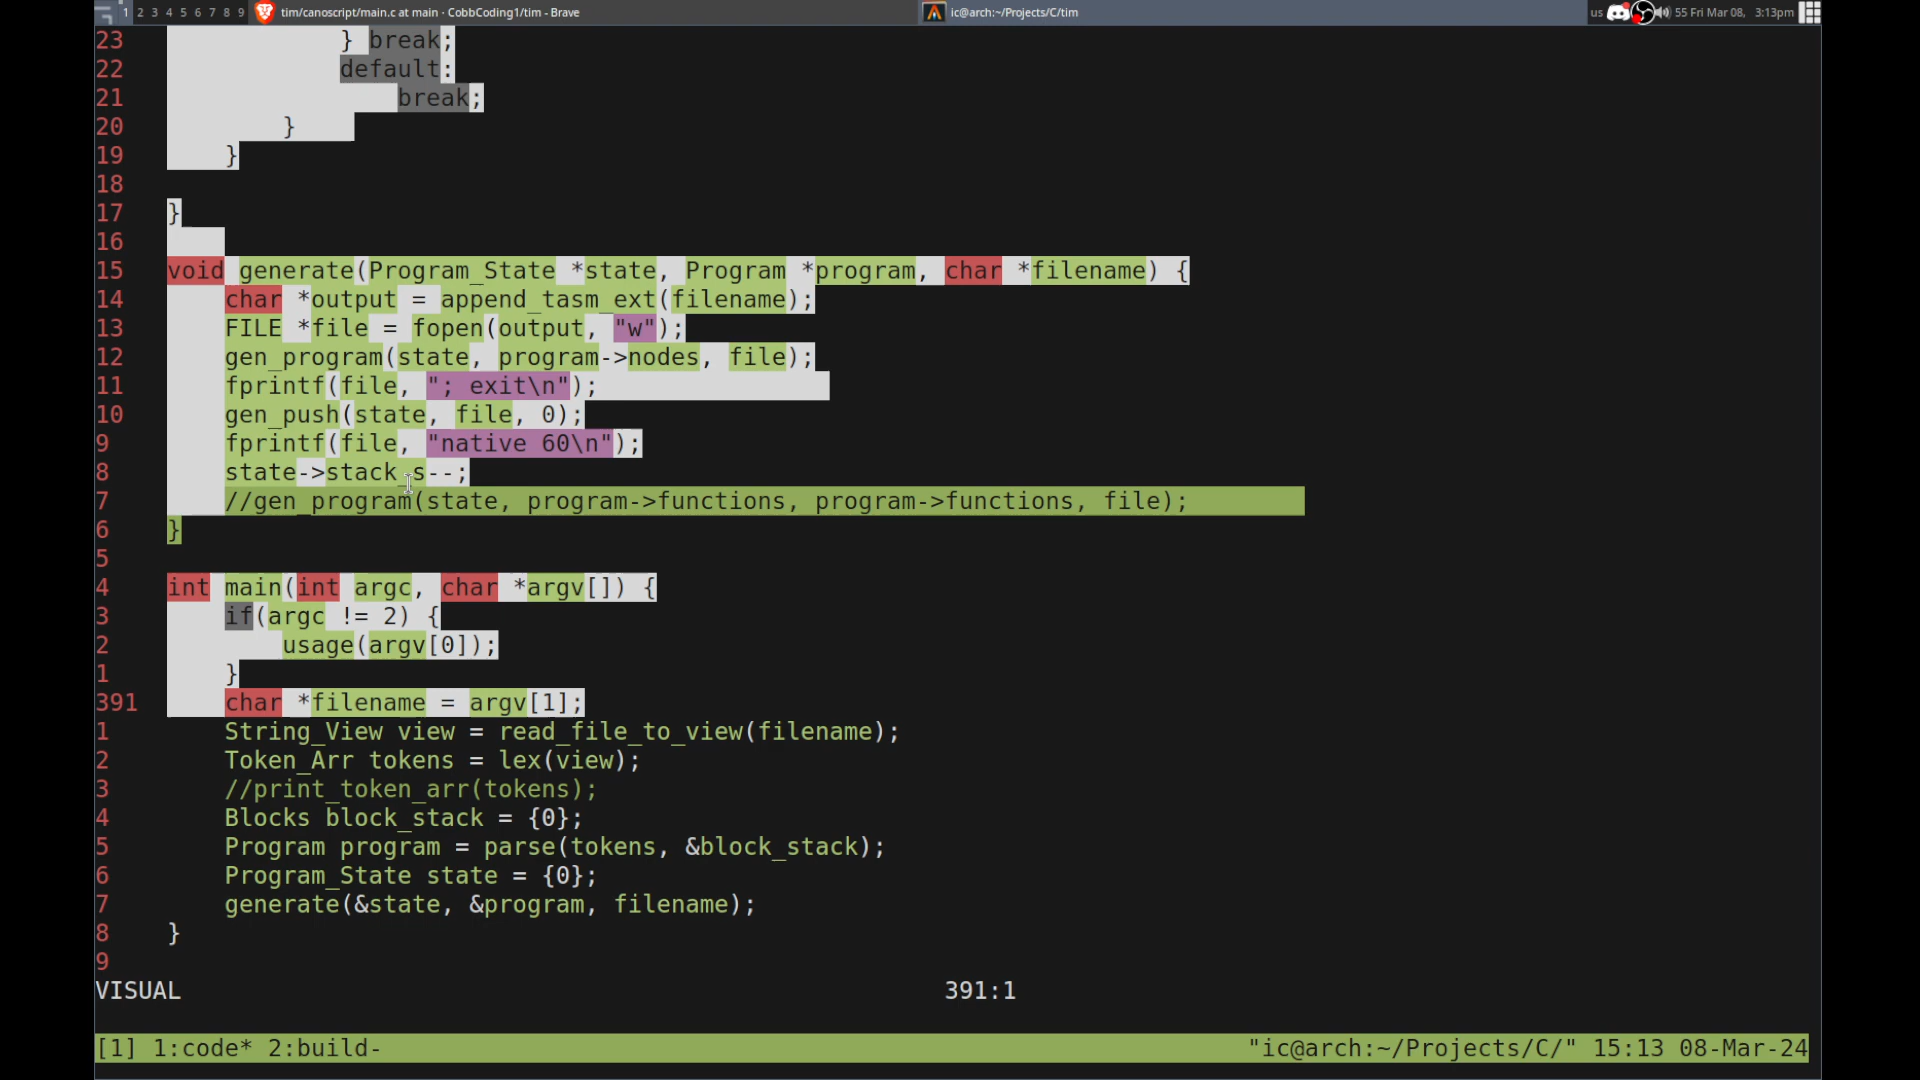 1 2 3 4 5 6 7 8 9 tim/canoscript/main.c at main · CobbCoding1/tim - Brave ic@arch:~/Projects/C/tim us 55 Fri Mar 08, 3:13pm
23 } break;
22 default:
21 break;
20 }
19 }
18
17 }
16
15 void generate(Program_State *state, Program *program, char *filename) {
14 char *output = append_tasm_ext(filename);
13 FILE *file = fopen(output, "w");
12 gen_program(state, program->nodes, file);
11 fprintf(file, "; exit\n");
10 gen_push(state, file, 0);
9 fprintf(file, "native 60\n");
8 state->stack_s--;
7 //gen_program(state, program->functions, program->functions, file);
6 }
5
4 int main(int argc, char *argv[]) {
3 if(argc != 2) {
2 usage(argv[0]);
1 }
391 char *filename = argv[1];
1 String_View view = read_file_to_view(filename);
2 Token_Arr tokens = lex(view);
3 //print_token_arr(tokens);
4 Blocks block_stack = {0};
5 Program program = parse(tokens, &block_stack);
6 Program_State state = {0};
7 generate(&state, &program, filename);
8 }
9
VISUAL 391:1
[1] 1:code* 2:build- "ic@arch:~/Projects/C/" 15:13 08-Mar-24